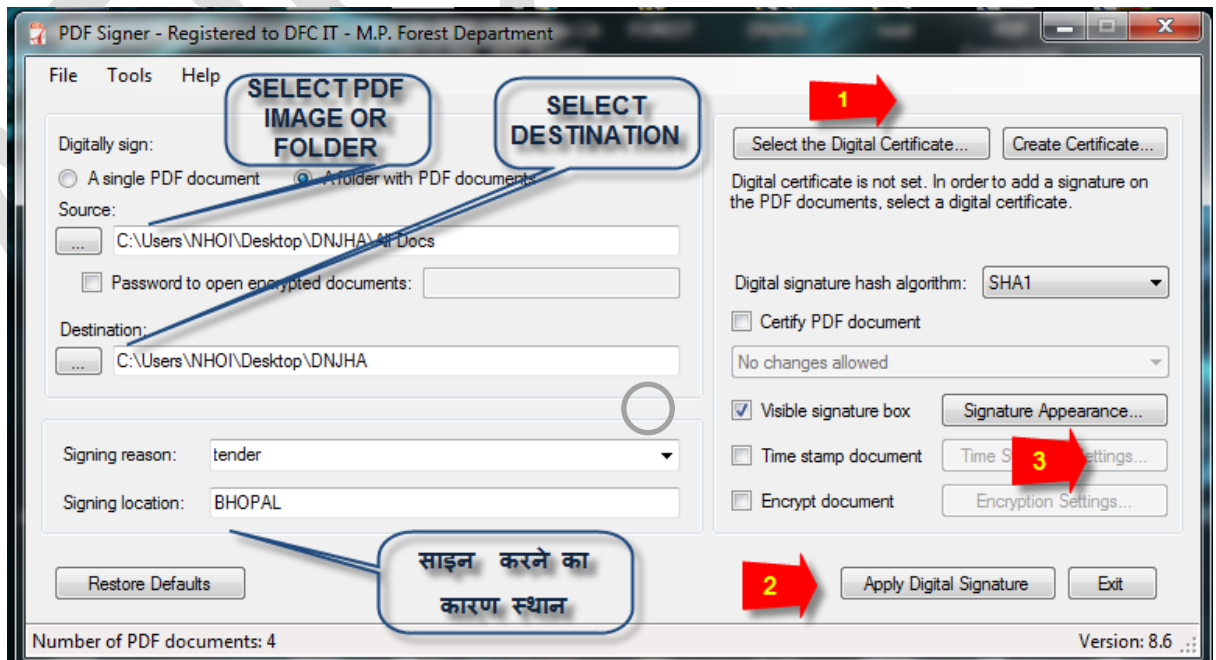 PDF Signer - Registered to DFC IT - M.P. Forest Department
File Tools Help
SELECT PDF
IMAGE OR
FOLDER
SELECT
DESTINATION
1
Digitally sign:
A single PDF document
A folder with PDF documents
Source:
... C:\Users\NHOI\Desktop\DNJHA\All Docs
Password to open encrypted documents:
Destination:
... C:\Users\NHOI\Desktop\DNJHA
Signing reason: tender
Signing location: BHOPAL
साइन करने का
कारण स्थान
Select the Digital Certificate... Create Certificate...
Digital certificate is not set. In order to add a signature on
the PDF documents, select a digital certificate.
Digital signature hash algorithm: SHA1
Certify PDF document
No changes allowed
Visible signature box Signature Appearance...
Time stamp document
3
Encrypt document Encryption Settings...
Restore Defaults
2
Apply Digital Signature Exit
Number of PDF documents: 4
Version: 8.6